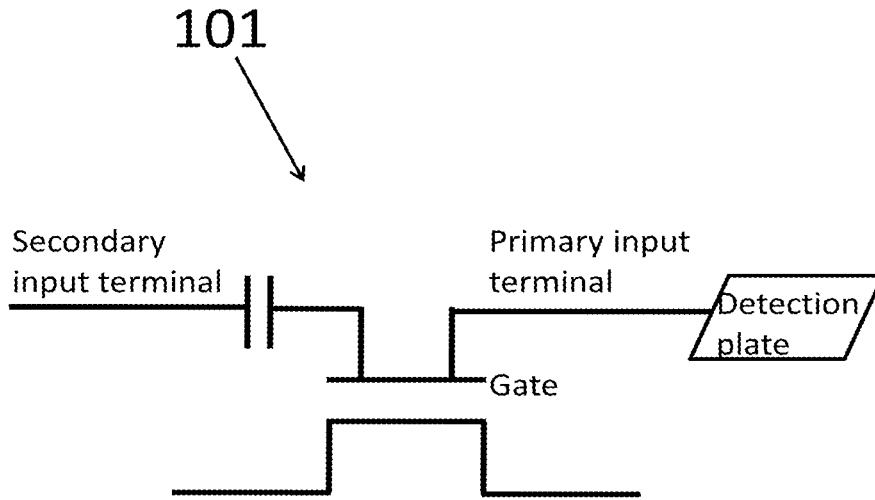 101
Secondary
input terminal
Primary input
terminal
Detection
plate
Gate